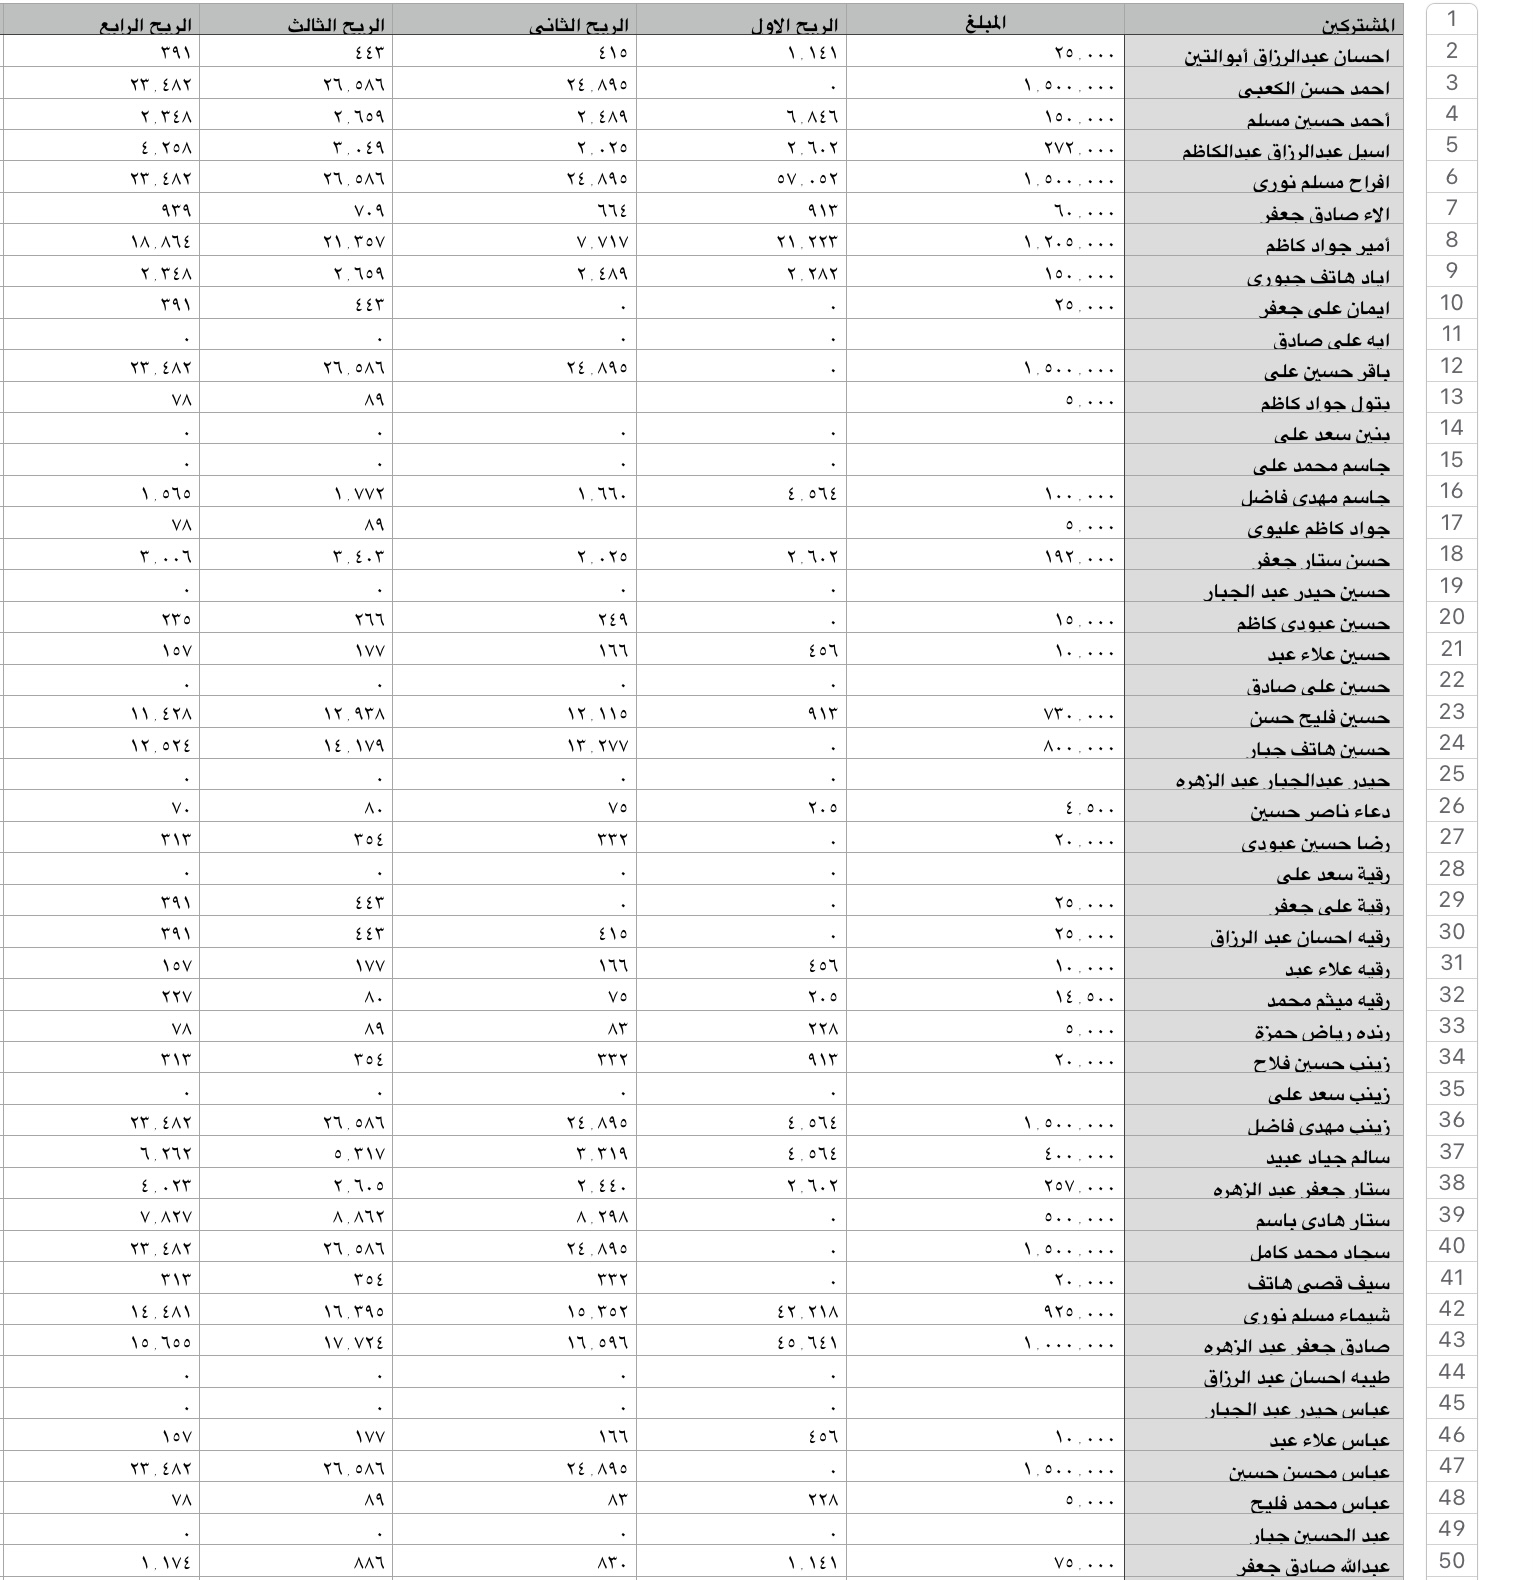 المشتركين المبلغ الربح الاول الربح الثاني الربح الثالث الربح الرابع 1
احسان عبدالرزاق أبوالتين ٢٥.٠٠٠ ١.١٤١ ٤١٥ ٤٤٣ ٣٩١ 2
احمد حسن الكعبي ١.٥٠٠.٠٠٠ ٠ ٢٤.٨٩٥ ٢٦.٥٨٦ ٢٣.٤٨٢ 3
أحمد حسين مسلم ١٥٠.٠٠٠ ٦.٨٤٦ ٢.٤٨٩ ٢.٦٥٩ ٢.٣٤٨ 4
اسيل عبدالرزاق عبدالكاظم ٢٧٢.٠٠٠ ٢.٦٠٢ ٢.٠٢٥ ٣.٠٤٩ ٤.٢٥٨ 5
افراح مسلم نوري ١.٥٠٠.٠٠٠ ٥٧.٠٥٢ ٢٤.٨٩٥ ٢٦.٥٨٦ ٢٣.٤٨٢ 6
الاء صادق جعفر ٦٠.٠٠٠ ٩١٣ ٦٦٤ ٧٠٩ ٩٣٩ 7
أمير جواد كاظم ١.٢٠٥.٠٠٠ ٢١.٢٢٣ ٧.٧١٧ ٢١.٣٥٧ ١٨.٨٦٤ 8
اياد هاتف جبوري ١٥٠.٠٠٠ ٢.٢٨٢ ٢.٤٨٩ ٢.٦٥٩ ٢.٣٤٨ 9
ايمان علي جعفر ٢٥.٠٠٠ ٠ ٠ ٤٤٣ ٣٩١ 10
ايه علي صادق ٠ ٠ ٠ ٠ 11
باقر حسين علي ١.٥٠٠.٠٠٠ ٠ ٢٤.٨٩٥ ٢٦.٥٨٦ ٢٣.٤٨٢ 12
بتول جواد كاظم ٥.٠٠٠ ٨٩ ٧٨ 13
بنين سعد علي ٠ ٠ ٠ ٠ 14
جاسم محمد علي ٠ ٠ ٠ ٠ 15
جاسم مهدي فاضل ١٠٠.٠٠٠ ٤.٥٦٤ ١.٦٦٠ ١.٧٧٢ ١.٥٦٥ 16
جواد كاظم عليوي ٥.٠٠٠ ٨٩ ٧٨ 17
حسن ستار جعفر ١٩٢.٠٠٠ ٢.٦٠٢ ٢.٠٢٥ ٣.٤٠٣ ٣.٠٠٦ 18
حسين حيدر عبد الجبار ٠ ٠ ٠ ٠ 19
حسين عبودي كاظم ١٥.٠٠٠ ٠ ٢٤٩ ٢٦٦ ٢٣٥ 20
حسين علاء عبد ١٠.٠٠٠ ٤٥٦ ١٦٦ ١٧٧ ١٥٧ 21
حسين علي صادق ٠ ٠ ٠ ٠ 22
حسين فليح حسن ٧٣٠.٠٠٠ ٩١٣ ١٢.١١٥ ١٢.٩٣٨ ١١.٤٢٨ 23
حسين هاتف جبار ٨٠٠.٠٠٠ ٠ ١٣.٢٧٧ ١٤.١٧٩ ١٢.٥٢٤ 24
حيدر عبدالجبار عبد الزهره ٠ ٠ ٠ ٠ 25
دعاء ناصر حسين ٤.٥٠٠ ٢٠٥ ٧٥ ٨٠ ٧٠ 26
رضا حسين عبودي ٢٠.٠٠٠ ٠ ٣٣٢ ٣٥٤ ٣١٣ 27
رقية سعد علي ٠ ٠ ٠ ٠ 28
رقية علي جعفر ٢٥.٠٠٠ ٠ ٠ ٤٤٣ ٣٩١ 29
رقيه احسان عبد الرزاق ٢٥.٠٠٠ ٠ ٤١٥ ٤٤٣ ٣٩١ 30
رقيه علاء عبد ١٠.٠٠٠ ٤٥٦ ١٦٦ ١٧٧ ١٥٧ 31
رقيه ميثم محمد ١٤.٥٠٠ ٢٠٥ ٧٥ ٨٠ ٢٢٧ 32
رنده رياض حمزة ٥.٠٠٠ ٢٢٨ ٨٣ ٨٩ ٧٨ 33
زينب حسين فلاح ٢٠.٠٠٠ ٩١٣ ٣٣٢ ٣٥٤ ٣١٣ 34
زينب سعد علي ٠ ٠ ٠ ٠ 35
زينب مهدي فاضل ١.٥٠٠.٠٠٠ ٤.٥٦٤ ٢٤.٨٩٥ ٢٦.٥٨٦ ٢٣.٤٨٢ 36
سالم جياد عبيد ٤٠٠.٠٠٠ ٤.٥٦٤ ٣.٣١٩ ٥.٣١٧ ٦.٢٦٢ 37
ستار جعفر عبد الزهره ٢٥٧.٠٠٠ ٢.٦٠٢ ٢.٤٤٠ ٢.٦٠٥ ٤.٠٢٣ 38
ستار هادي باسم ٥٠٠.٠٠٠ ٠ ٨.٢٩٨ ٨.٨٦٢ ٧.٨٢٧ 39
سجاد محمد كامل ١.٥٠٠.٠٠٠ ٠ ٢٤.٨٩٥ ٢٦.٥٨٦ ٢٣.٤٨٢ 40
سيف قصي هاتف ٢٠.٠٠٠ ٠ ٣٣٢ ٣٥٤ ٣١٣ 41
شيماء مسلم نوري ٩٢٥.٠٠٠ ٤٢.٢١٨ ١٥.٣٥٢ ١٦.٣٩٥ ١٤.٤٨١ 42
صادق جعفر عبد الزهره ١.٠٠٠.٠٠٠ ٤٥.٦٤١ ١٦.٥٩٦ ١٧.٧٢٤ ١٥.٦٥٥ 43
طيبه احسان عبد الرزاق ٠ ٠ ٠ ٠ 44
عباس حيدر عبد الجبار ٠ ٠ ٠ ٠ 45
عباس علاء عبد ١٠.٠٠٠ ٤٥٦ ١٦٦ ١٧٧ ١٥٧ 46
عباس محسن حسين ١.٥٠٠.٠٠٠ ٠ ٢٤.٨٩٥ ٢٦.٥٨٦ ٢٣.٤٨٢ 47
عباس محمد فليح ٥.٠٠٠ ٢٢٨ ٨٣ ٨٩ ٧٨ 48
عبد الحسين جبار ٠ ٠ ٠ ٠ 49
عبدالله صادق جعفر ٧٥.٠٠٠ ١.١٤١ ٨٣٠ ٨٨٦ ١.١٧٤ 50